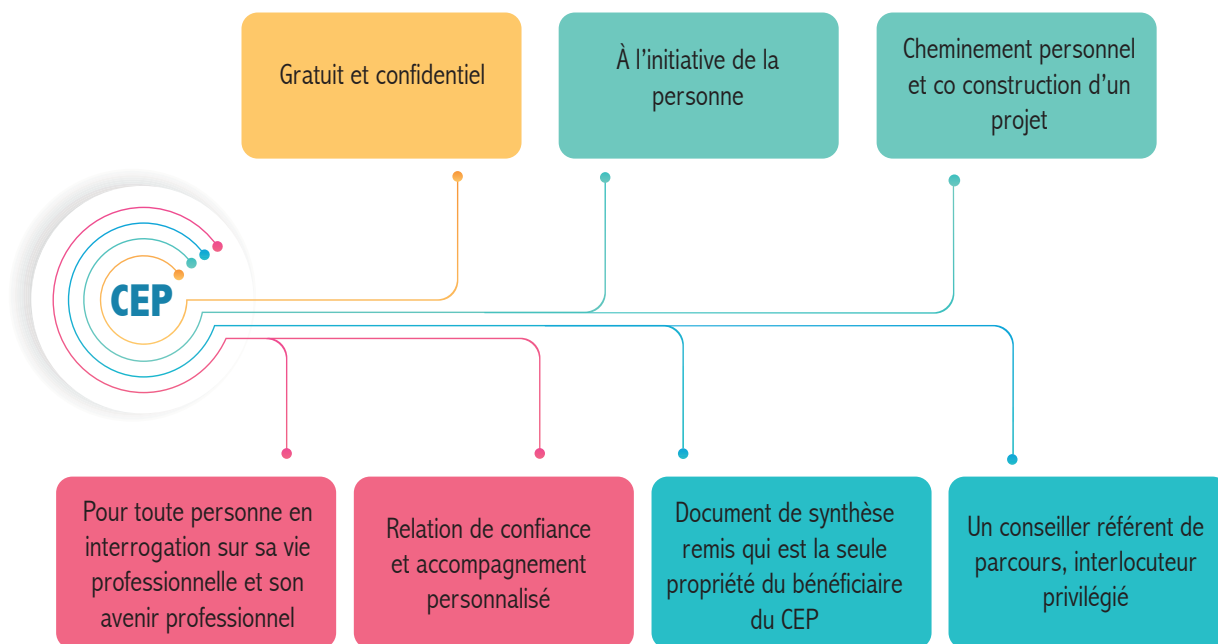 Gratuit et confidentiel
À l'initiative de la
personne
Cheminement personnel
et co construction d'un
projet
CEP
Pour toute personne en
interrogation sur sa vie
professionnelle et son
avenir professionnel
Relation de confiance
et accompagnement
personnalisé
Document de synthèse
remis qui est la seule
propriété du bénéficiaire
du CEP
Un conseiller référent de
parcours, interlocuteur
privilégié